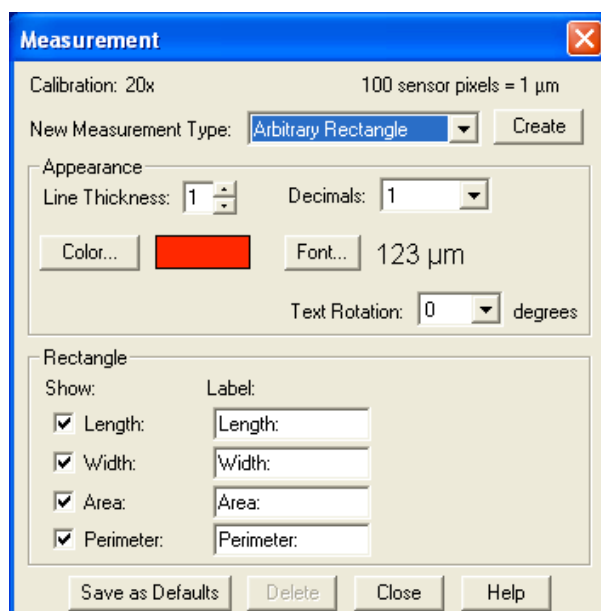 Measurement
Calibration: 20x 100 sensor pixels = 1 µm
New Measurement Type: Arbitrary Rectangle Create
Appearance
Line Thickness: 1 Decimals: 1
Color... Font... 123 µm
Text Rotation: 0 degrees
Rectangle
Show: Label:
Length: Length:
Width: Width:
Area: Area:
Perimeter: Perimeter:
Save as Defaults Delete Close Help